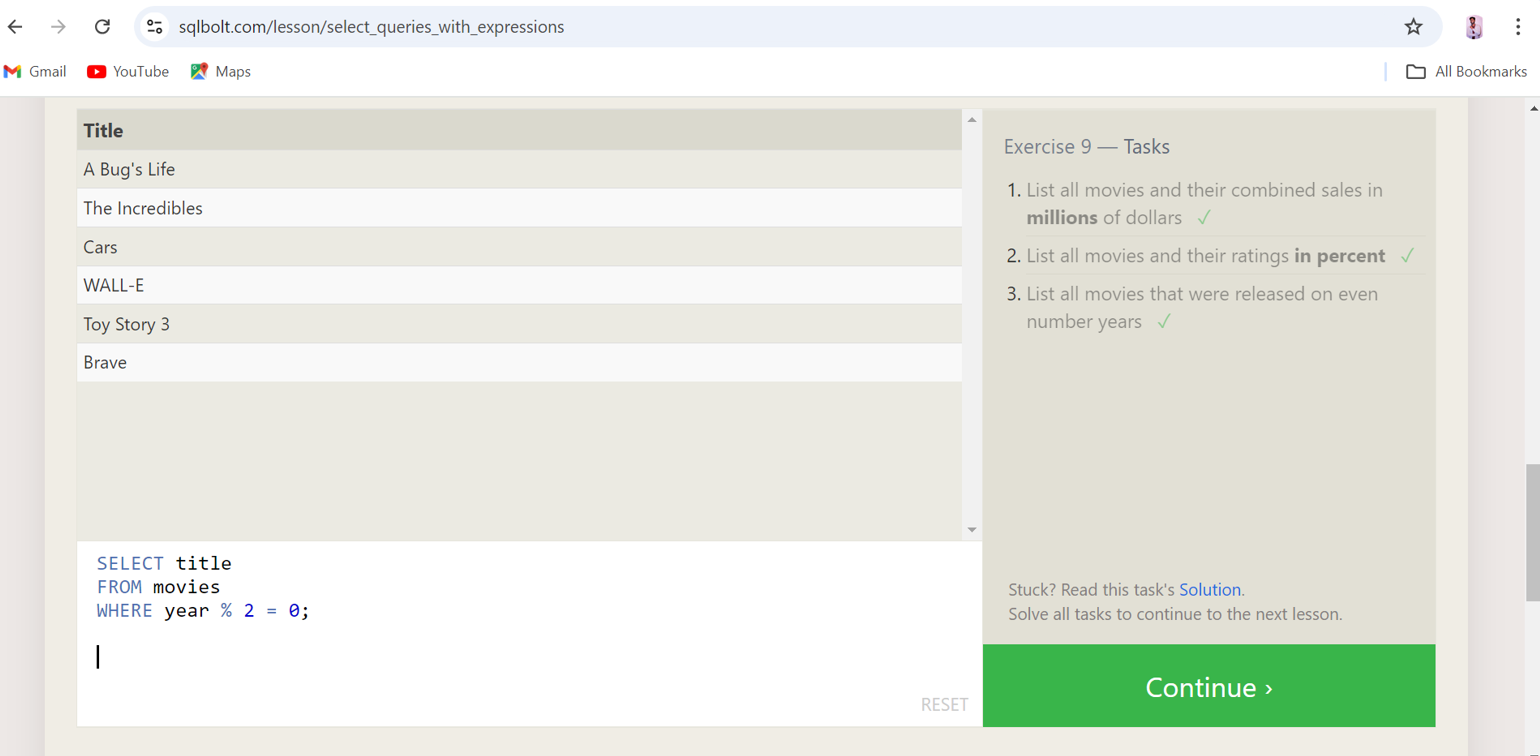 sqlbolt.com/lesson/select_queries_with_expressions
Gmail YouTube Maps All Bookmarks
Title
A Bug's Life
The Incredibles
Cars
WALL-E
Toy Story 3
Brave
SELECT title
FROM movies
WHERE year % 2 = 0;
RESET
Exercise 9 — Tasks
1. List all movies and their combined sales in
millions of dollars ✓
2. List all movies and their ratings in percent ✓
3. List all movies that were released on even
number years ✓
Stuck? Read this task's Solution.
Solve all tasks to continue to the next lesson.
Continue ›